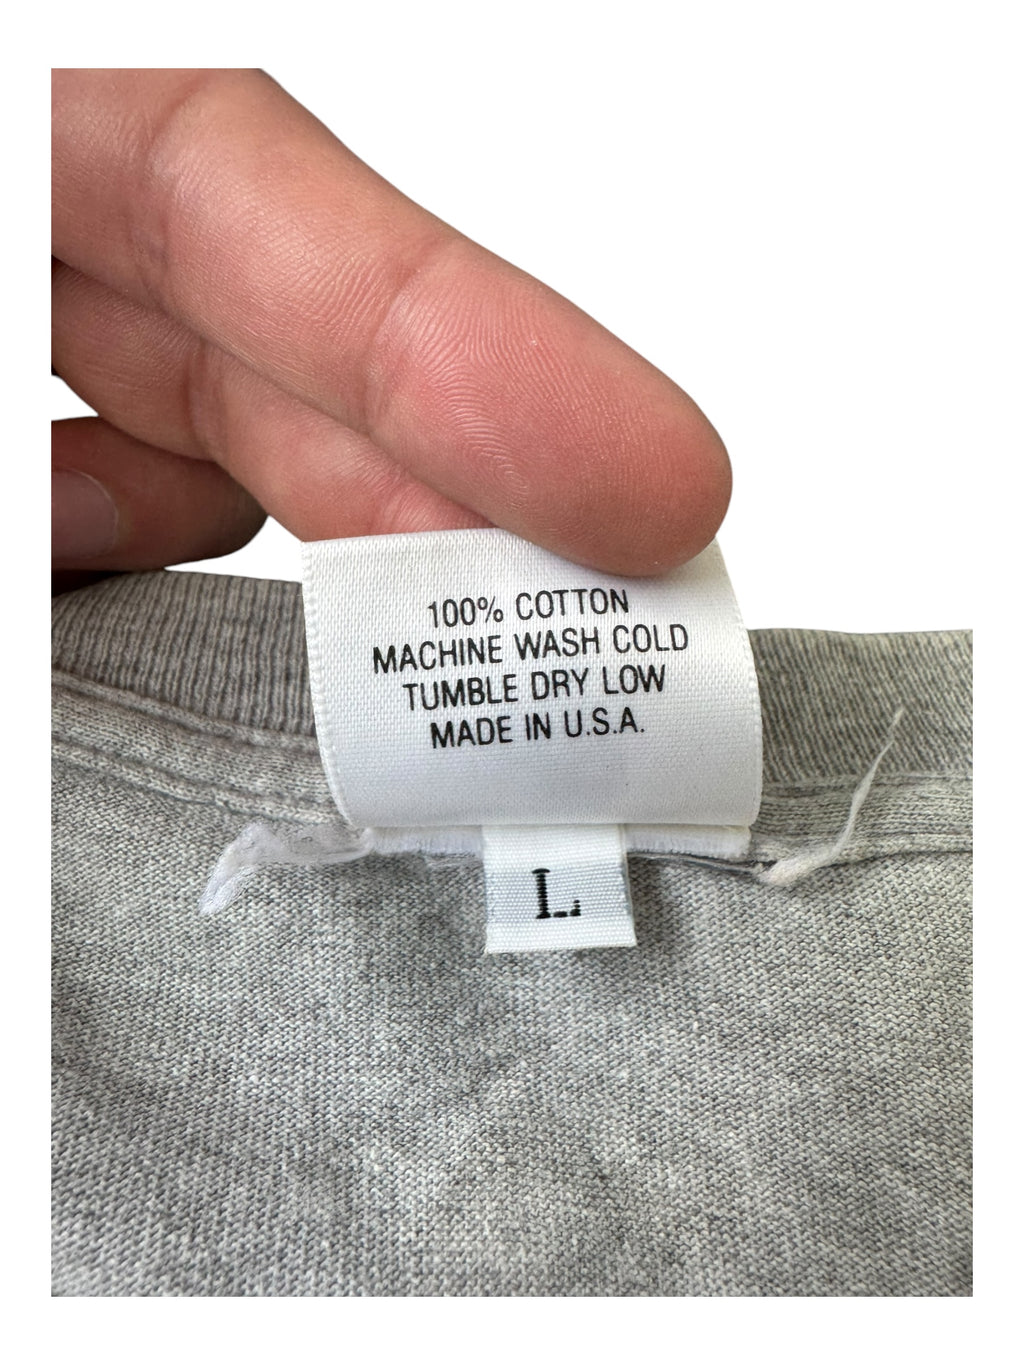 100% COTTON
MACHINE WASH COLD
TUMBLE DRY LOW
MADE IN U.S.A.
L